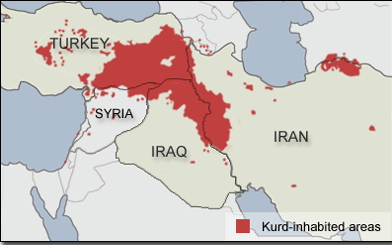 TURKEY
SYRIA
IRAQ
IRAN
Kurd-inhabited areas